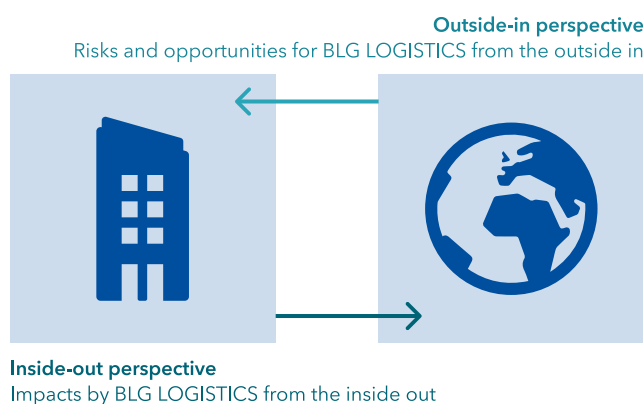 Outside-in perspective
Risks and opportunities for BLG LOGISTICS from the outside in
Inside-out perspective
Impacts by BLG LOGISTICS from the inside out